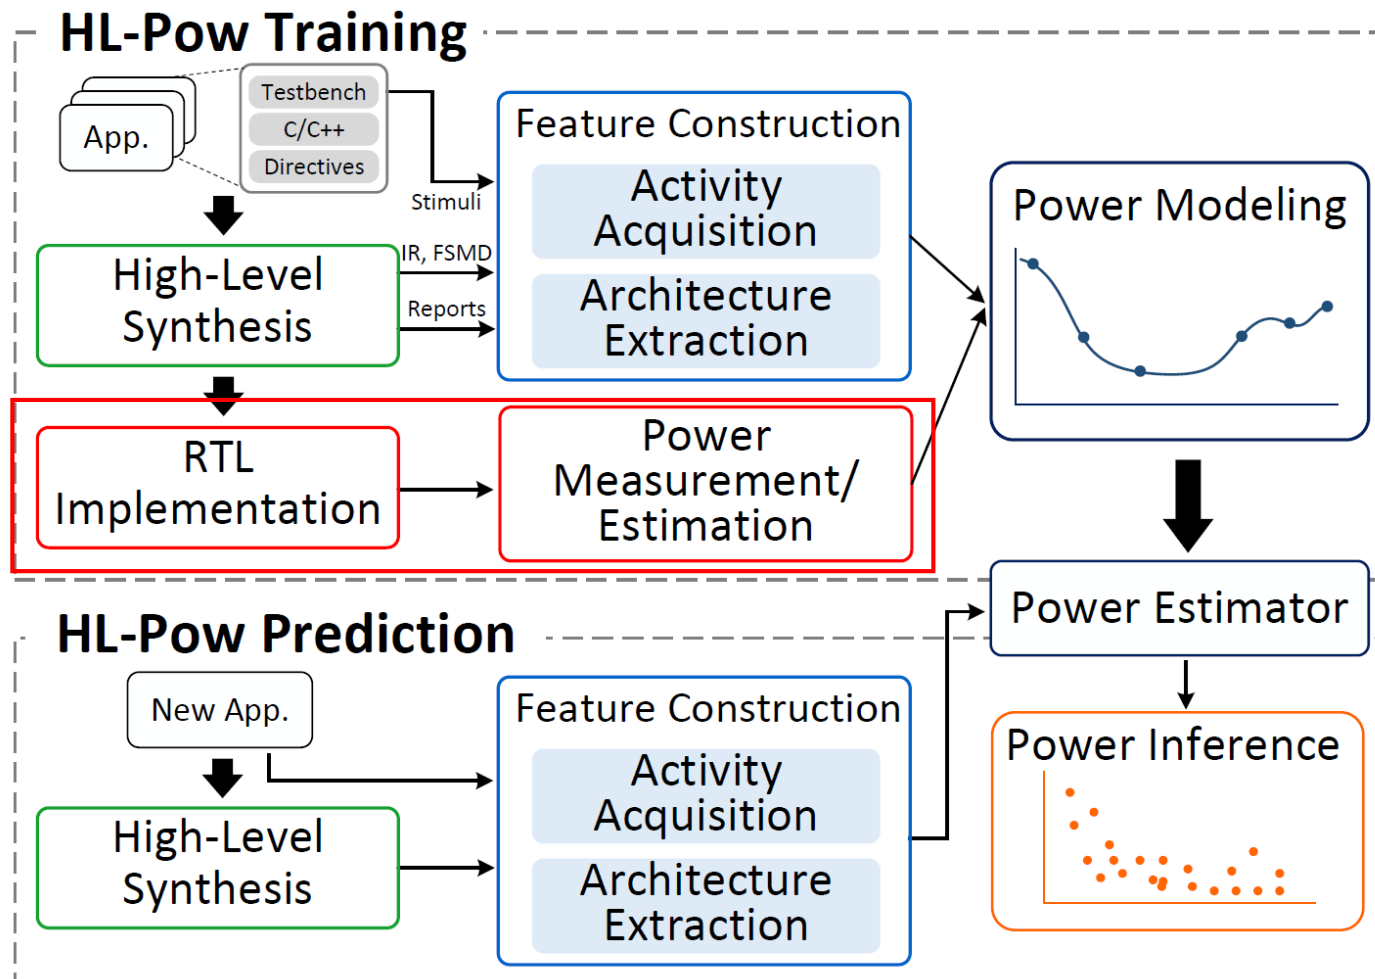 HL-Pow Training
App.
Testbench
C/C++
Directives
Stimuli
Feature Construction
Activity
Acquisition
Architecture
Extraction
High-Level
Synthesis
IR, FSMD
Reports
Power Modeling
RTL
Implementation
Power
Measurement/
Estimation
Power Estimator
HL-Pow Prediction
New App.
High-Level
Synthesis
Feature Construction
Activity
Acquisition
Architecture
Extraction
Power Inference